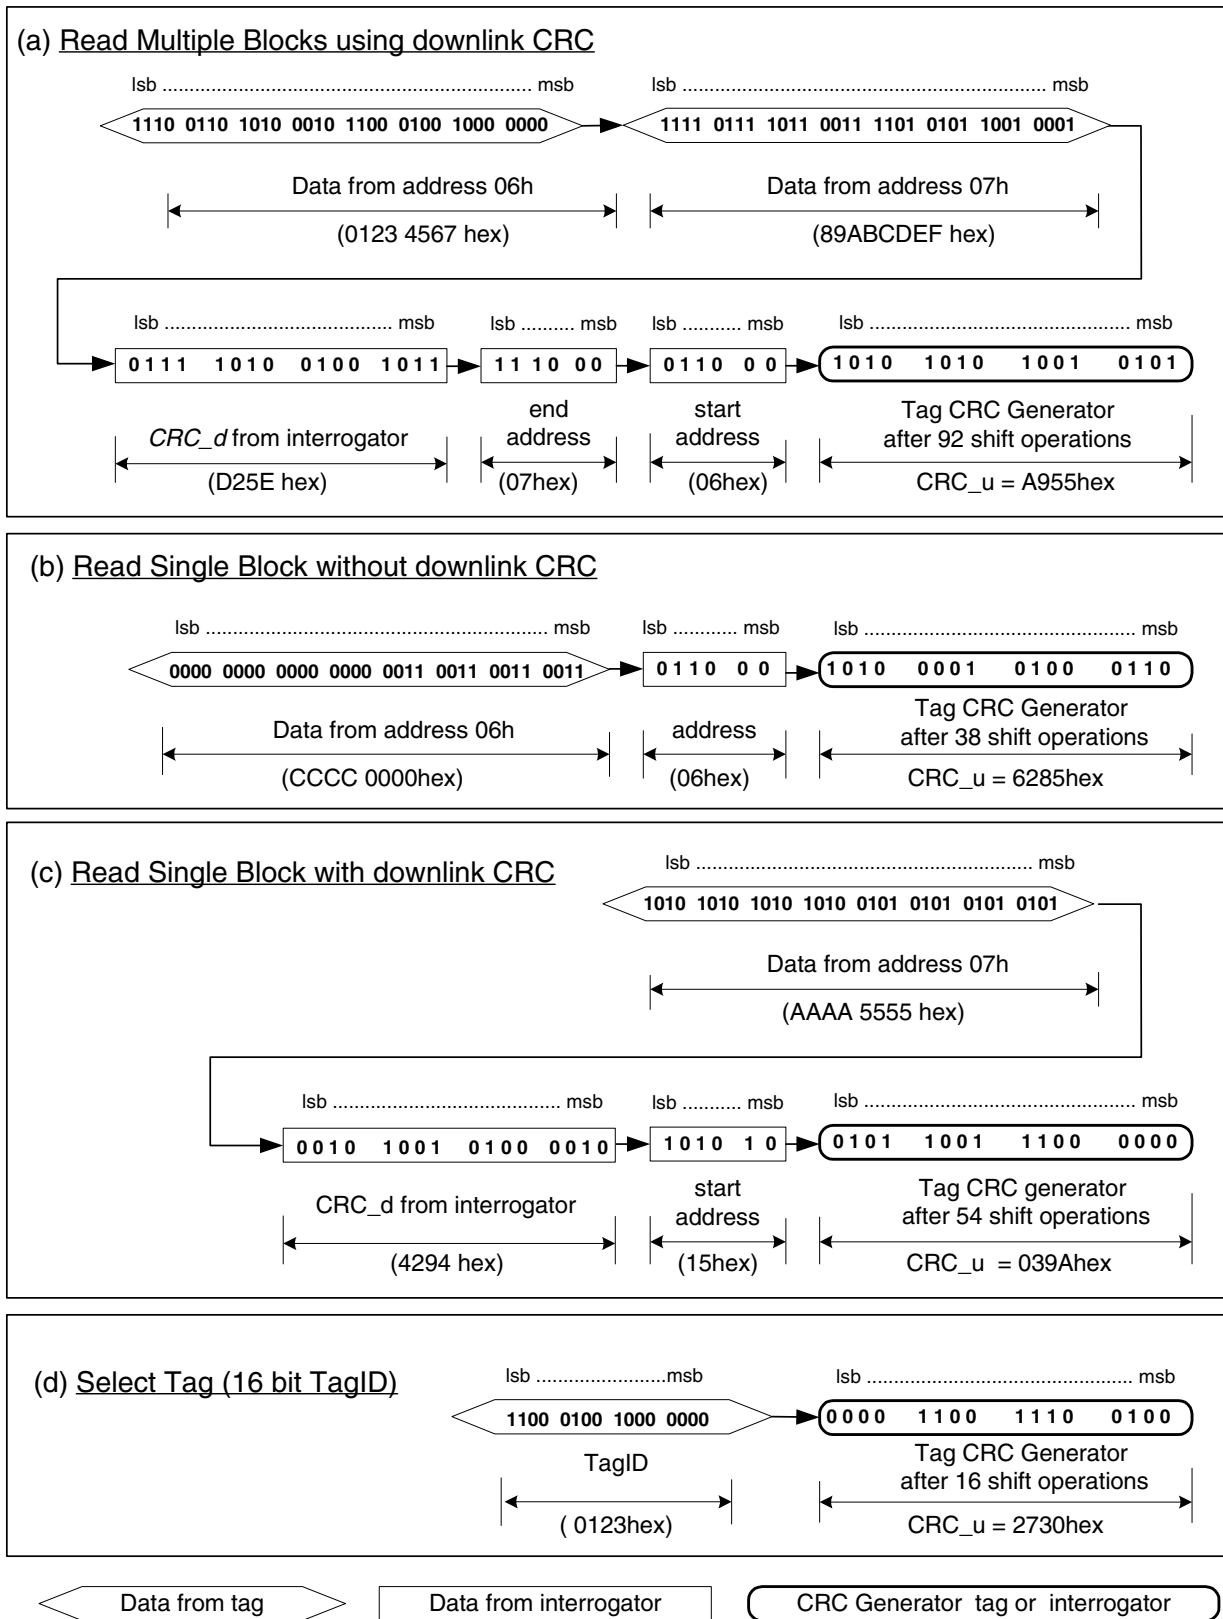 (a) Read Multiple Blocks using downlink CRC
lsb .................................................................... msb lsb .................................................................... msb
1110 0110 1010 0010 1100 0100 1000 0000 1111 0111 1011 0011 1101 0101 1001 0001
Data from address 06h Data from address 07h
(0123 4567 hex) (89ABCDEF hex)
lsb .......................................... msb lsb .......... msb lsb ........... msb lsb ................................................. msb
0111 1010 0100 1011 11 10 00 0110 00 1010 1010 1001 0101
CRC_d from interrogator end address start address Tag CRC Generator after 92 shift operations
(D25E hex) (07hex) (06hex) CRC_u = A955hex
(b) Read Single Block without downlink CRC
lsb ............................................................... msb lsb ............ msb lsb .................................................. msb
0000 0000 0000 0000 0011 0011 0011 0011 0110 00 1010 0001 0100 0110
Data from address 06h address Tag CRC Generator after 38 shift operations
(CCCC 0000hex) (06hex) CRC_u = 6285hex
(c) Read Single Block with downlink CRC
lsb .............................................................. msb
1010 1010 1010 1010 0101 0101 0101 0101
Data from address 07h
(AAAA 5555 hex)
lsb .......................................... msb lsb ........... msb lsb .................................................. msb
0010 1001 0100 0010 1010 10 0101 1001 1100 0000
CRC_d from interrogator start address Tag CRC generator after 54 shift operations
(4294 hex) (15hex) CRC_u = 039Ahex
(d) Select Tag (16 bit TagID)
lsb ........................msb lsb ................................................. msb
1100 0100 1000 0000 0000 1100 1110 0100
TagID Tag CRC Generator after 16 shift operations
( 0123hex) CRC_u = 2730hex
Data from tag Data from interrogator CRC Generator tag or interrogator